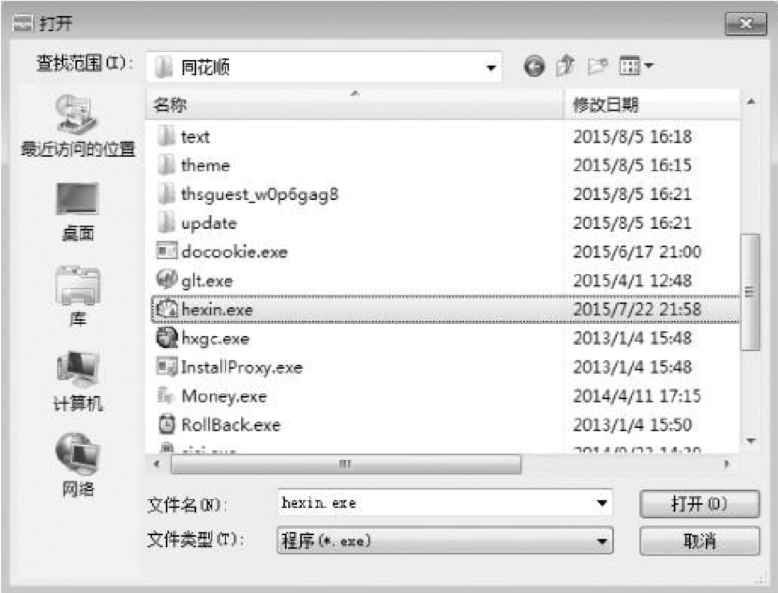 打开
查找范围(I): 同花顺
名称 修改日期
text 2015/8/5 16:18
theme 2015/8/5 16:15
thsguest_w0p6gag8 2015/8/5 16:21
update 2015/8/5 16:21
docookie.exe 2015/6/17 21:00
glt.exe 2015/4/1 12:48
hexin.exe 2015/7/22 21:58
hxgc.exe 2013/1/4 15:48
InstallProxy.exe 2013/1/4 15:48
Money.exe 2014/4/11 17:15
RollBack.exe 2013/1/4 15:50
最近访问的位置
桌面
库
计算机
网络
文件名(N): hexin.exe 打开(O)
文件类型(T): 程序(*.exe) 取消